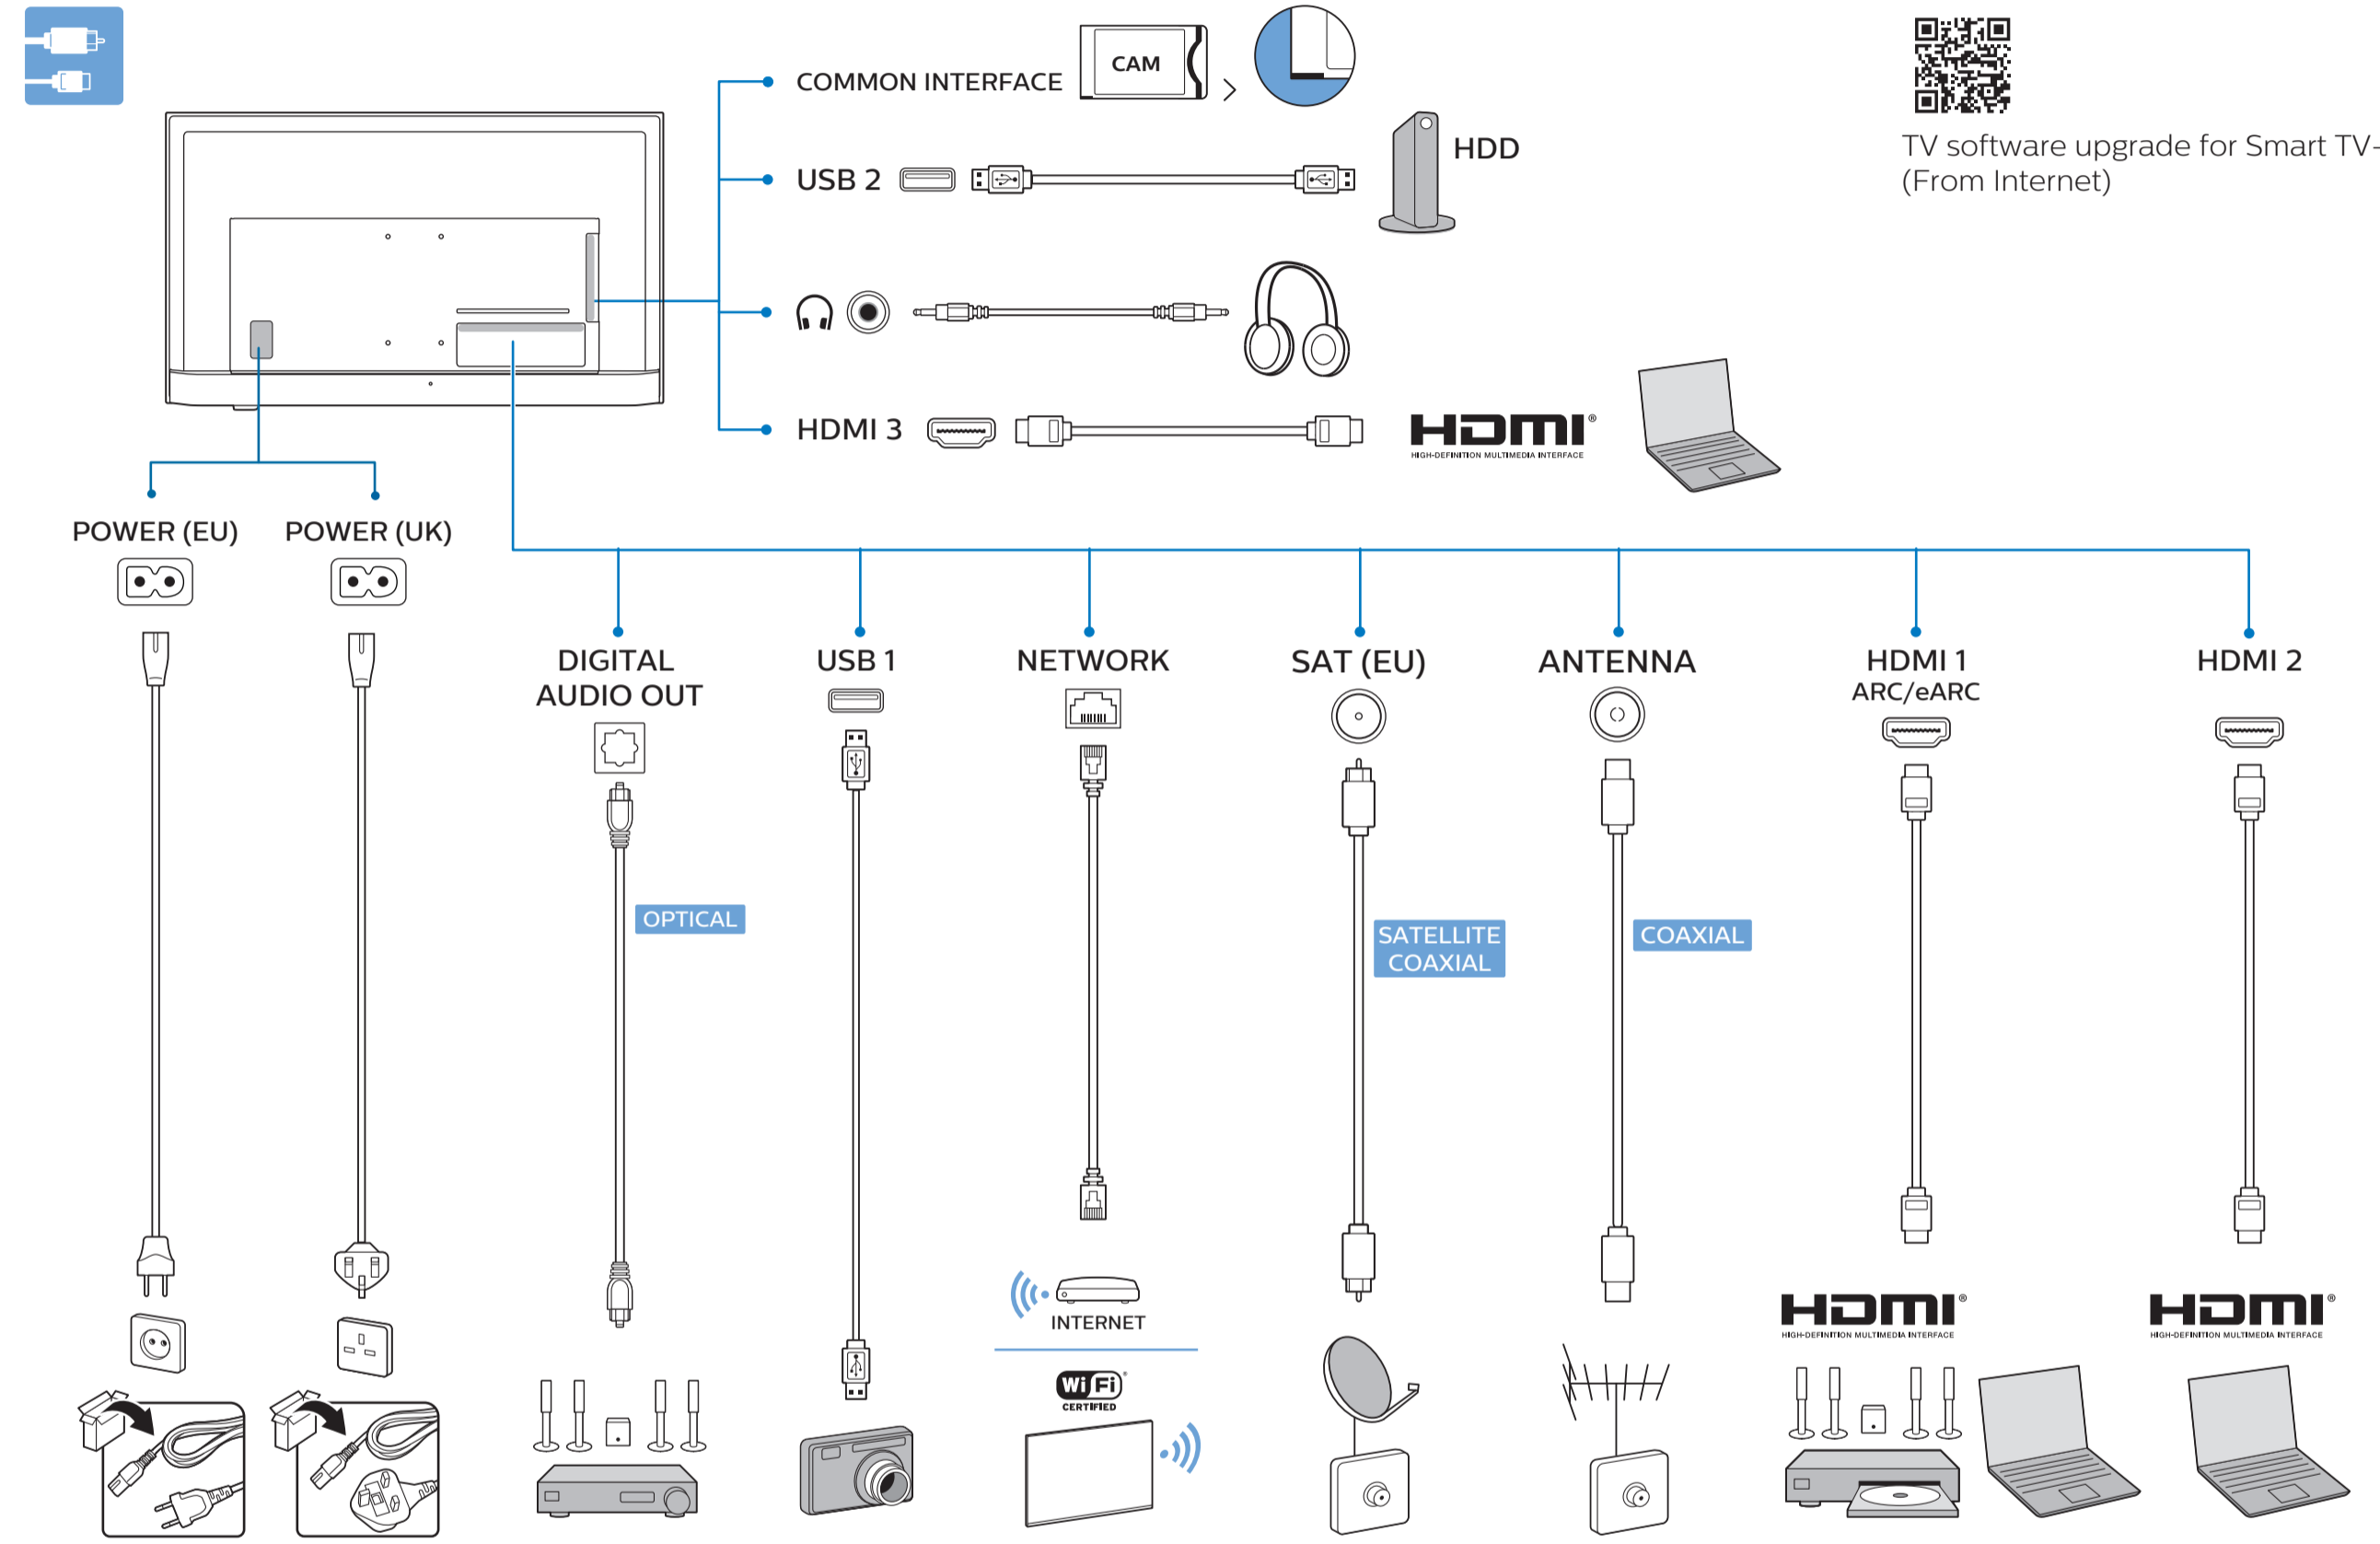 COMMON INTERFACE
CAM
USB 2
HDD
HDMI 3
HDMI®
HIGH-DEFINITION MULTIMEDIA INTERFACE
TV software upgrade for Smart TV-
(From Internet)
POWER (EU)
POWER (UK)
DIGITAL
AUDIO OUT
USB 1
NETWORK
SAT (EU)
ANTENNA
HDMI 1
ARC/eARC
HDMI 2
OPTICAL
SATELLITE
COAXIAL
COAXIAL
INTERNET
Wi Fi®
CERTIFIED
HDMI®
HIGH-DEFINITION MULTIMEDIA INTERFACE
HDMI®
HIGH-DEFINITION MULTIMEDIA INTERFACE